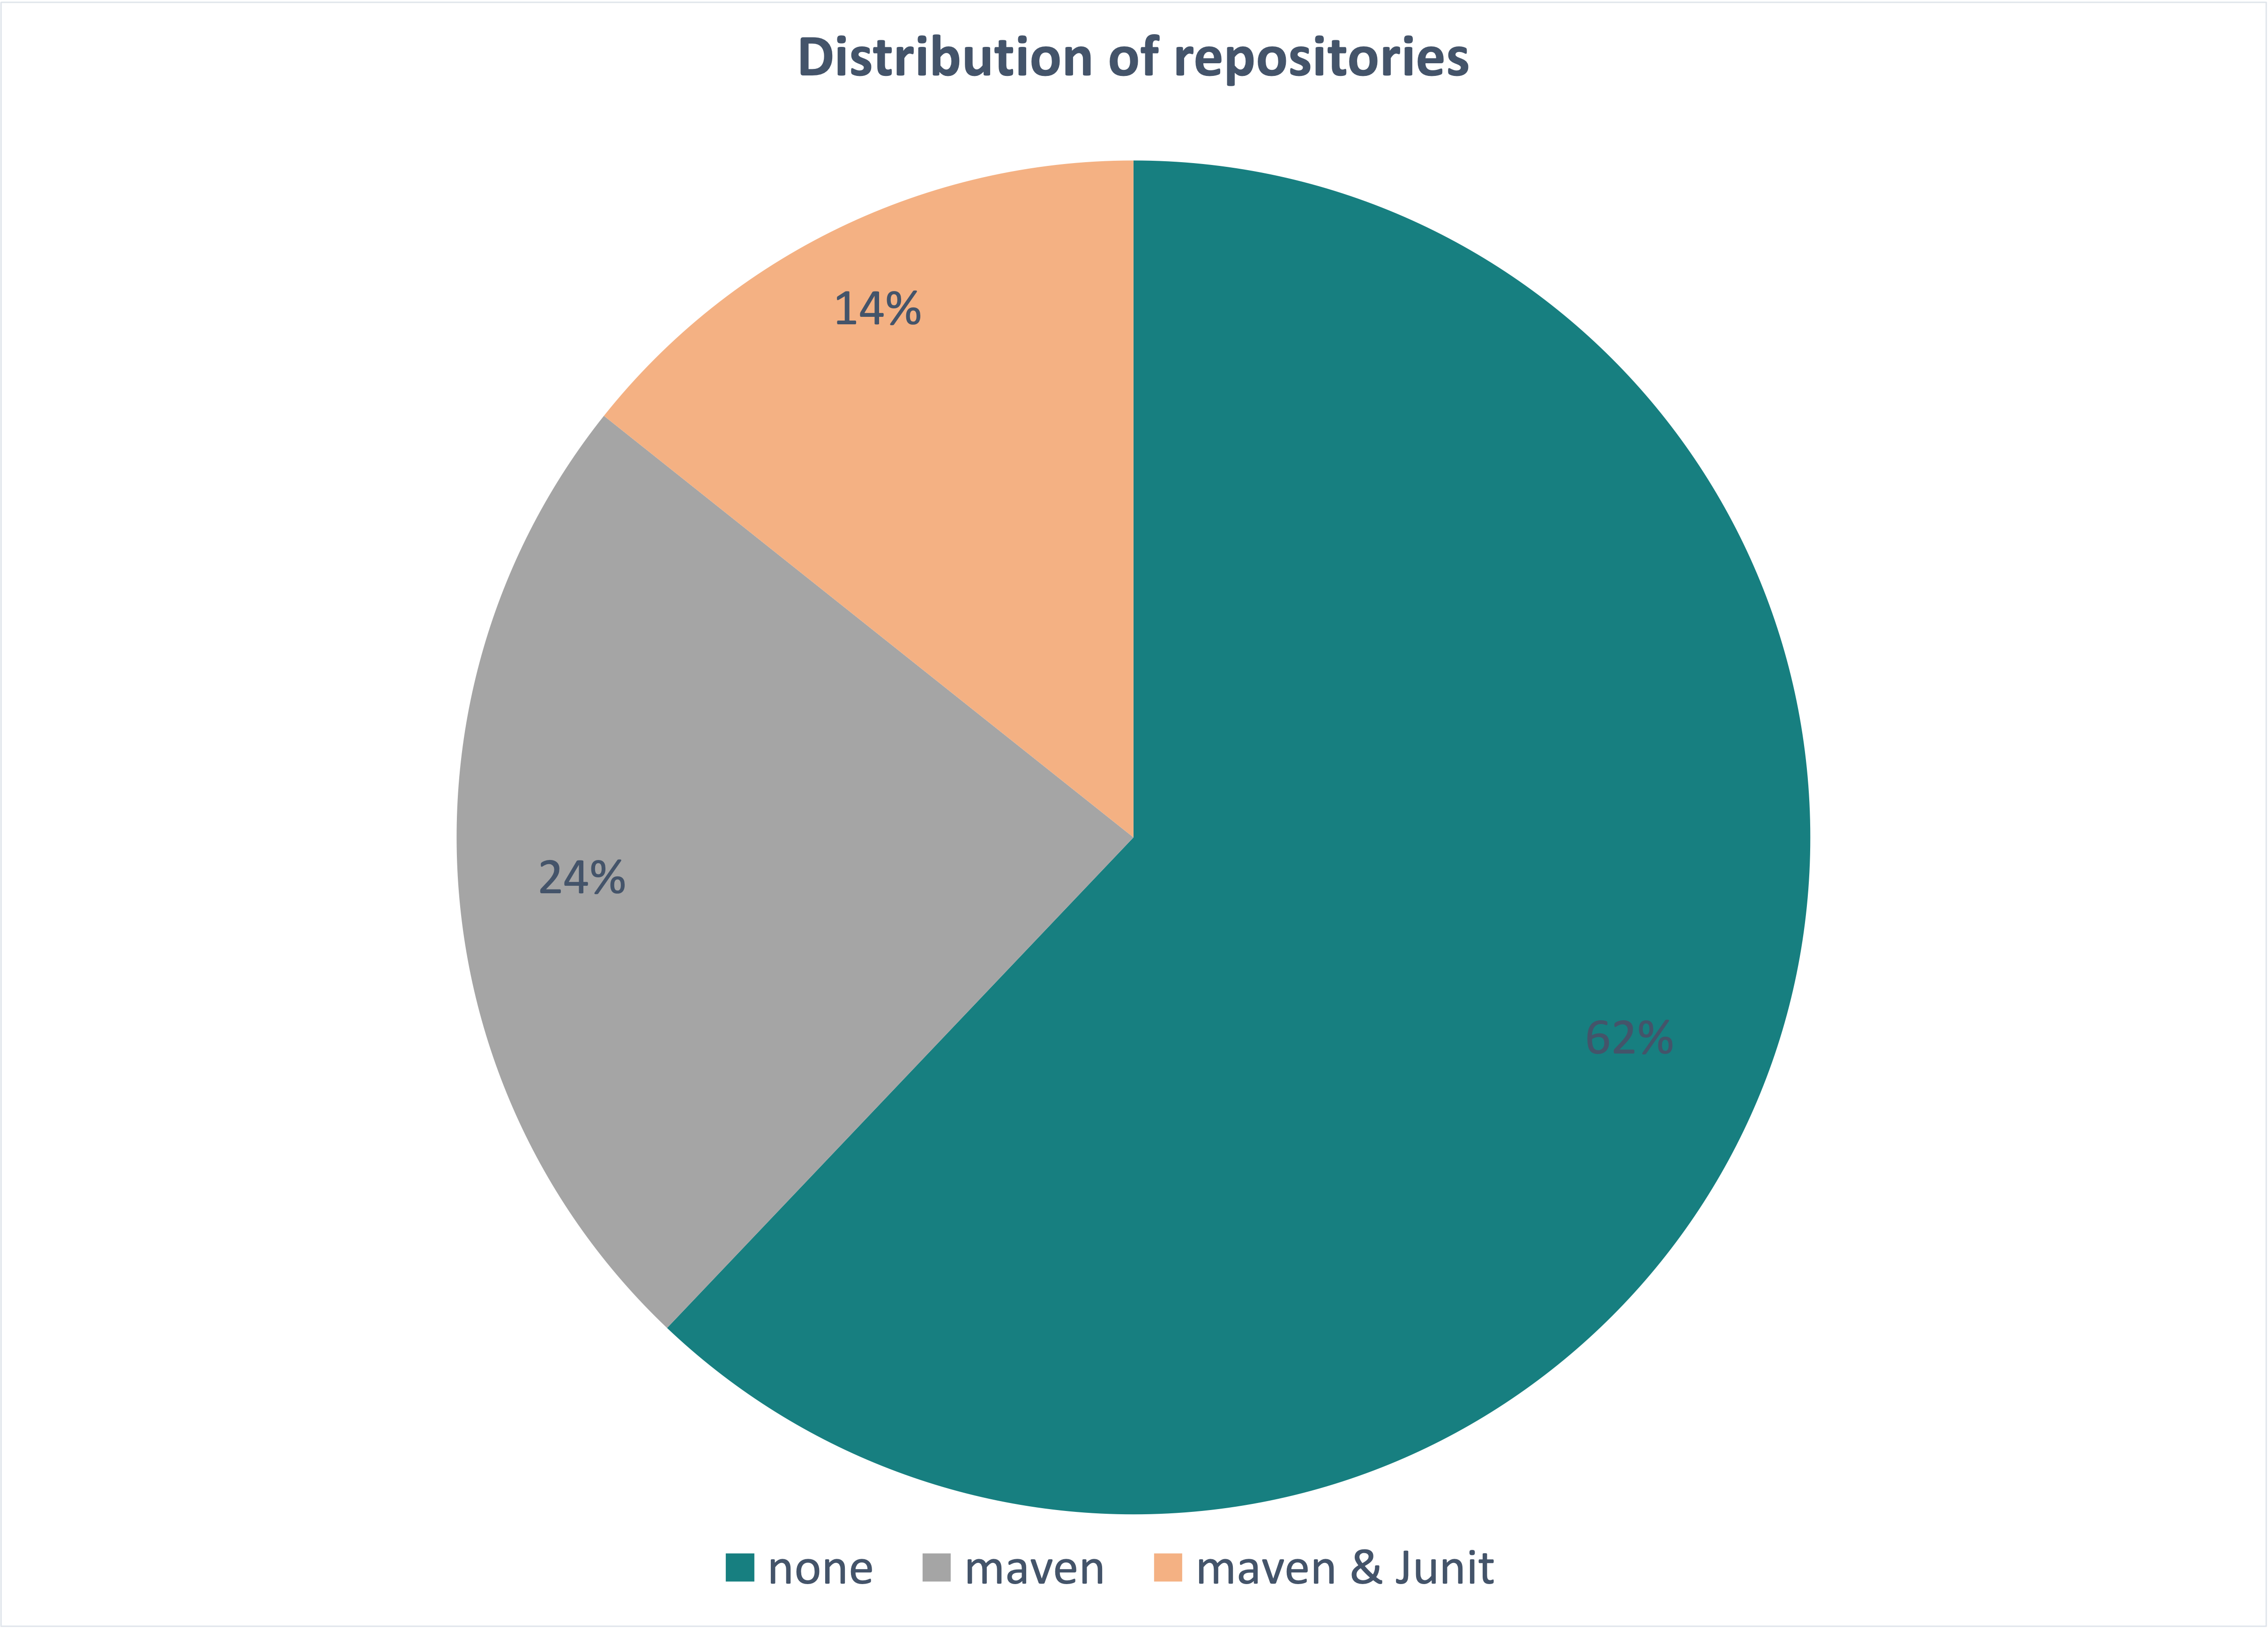 Distribution of repositories
14%
24%
62%
none maven maven & Junit